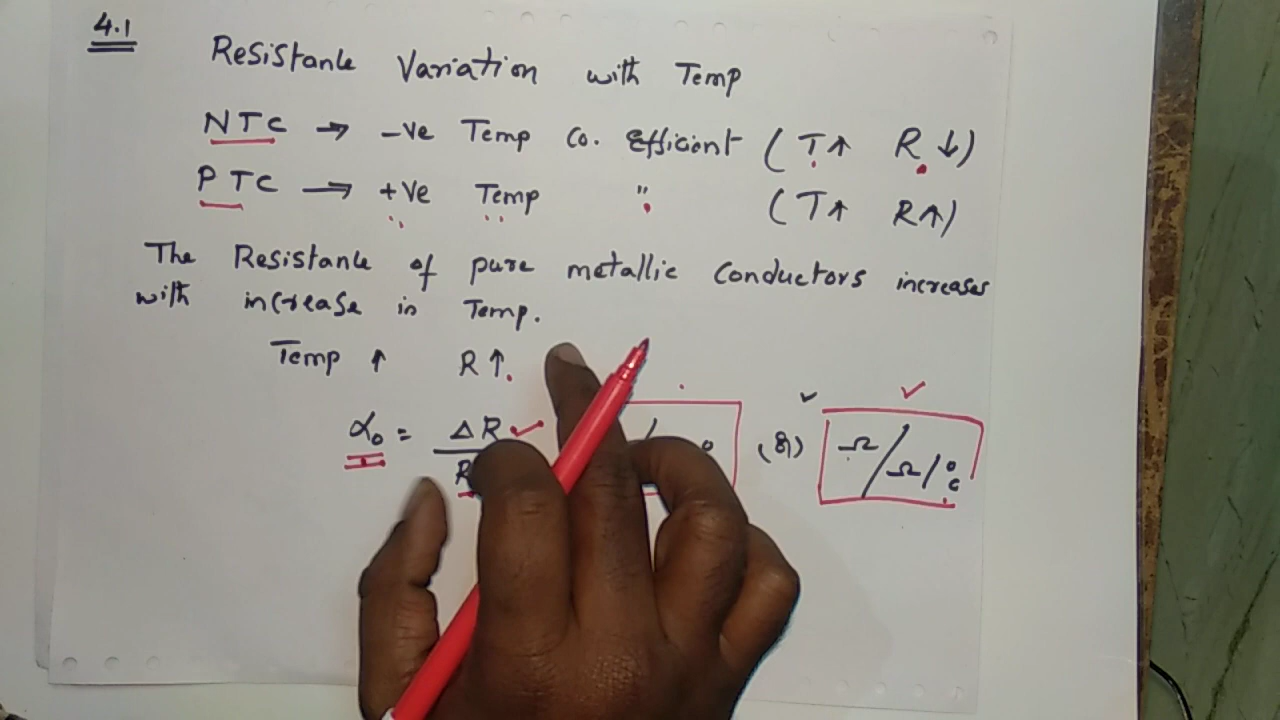 4.1
Resistance Variation with Temp
NTC → -ve Temp Co. efficient (T↑ R↓)
PTC → +ve Temp " (T↑ R↑)
The Resistance of pure metallic conductors increases
with increase in Temp.
Temp ↑ R↑.
α₀ = ΔR / R (or) Ω/Ω/°C